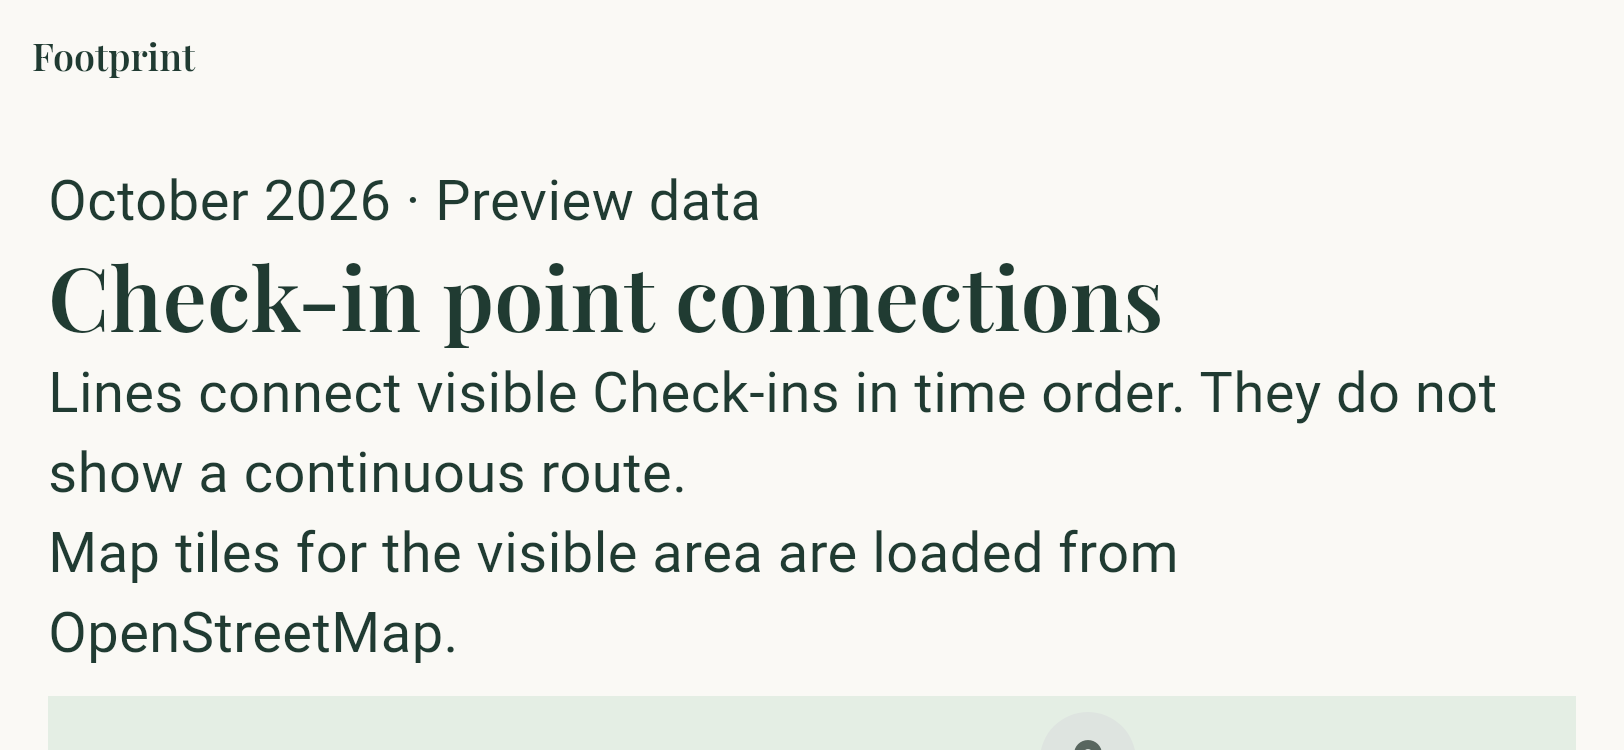 Footprint
October 2026 · Preview data
Check-in point connections
Lines connect visible Check-ins in time order. They do not
show a continuous route.
Map tiles for the visible area are loaded from
OpenStreetMap.